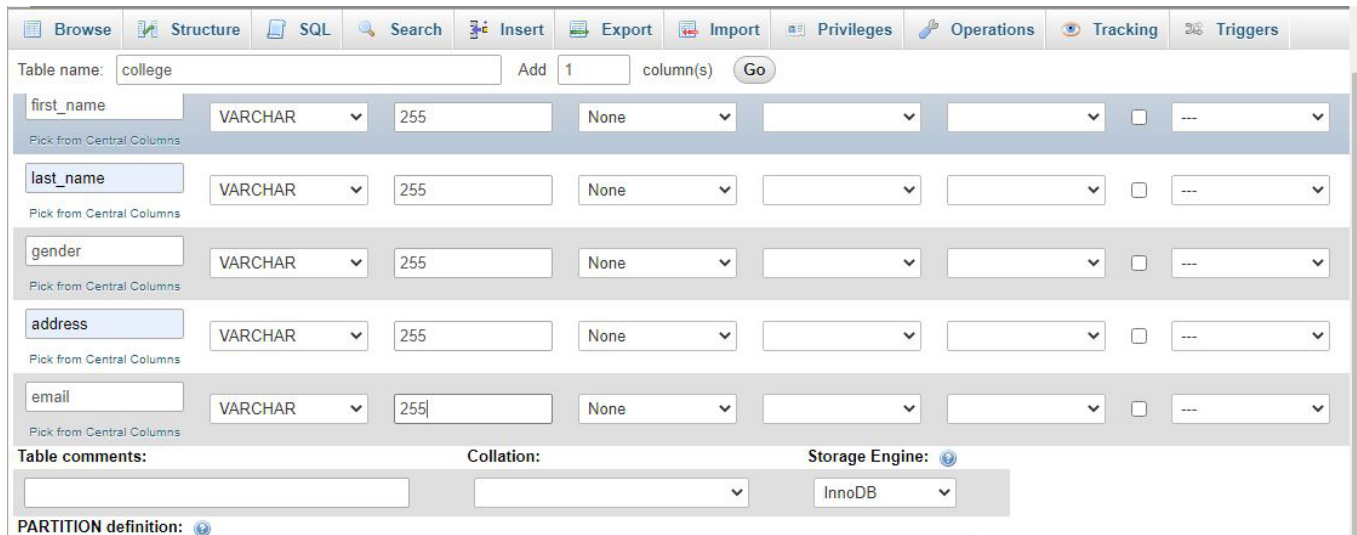 Browse Structure SQL Search Insert Export Import Privileges Operations Tracking Triggers
Table name: college Add 1 column(s) Go
first_name VARCHAR 255 None ---
Pick from Central Columns
last_name VARCHAR 255 None ---
Pick from Central Columns
gender VARCHAR 255 None ---
Pick from Central Columns
address VARCHAR 255 None ---
Pick from Central Columns
email VARCHAR 255 None ---
Pick from Central Columns
Table comments: Collation: Storage Engine:
InnoDB
PARTITION definition: